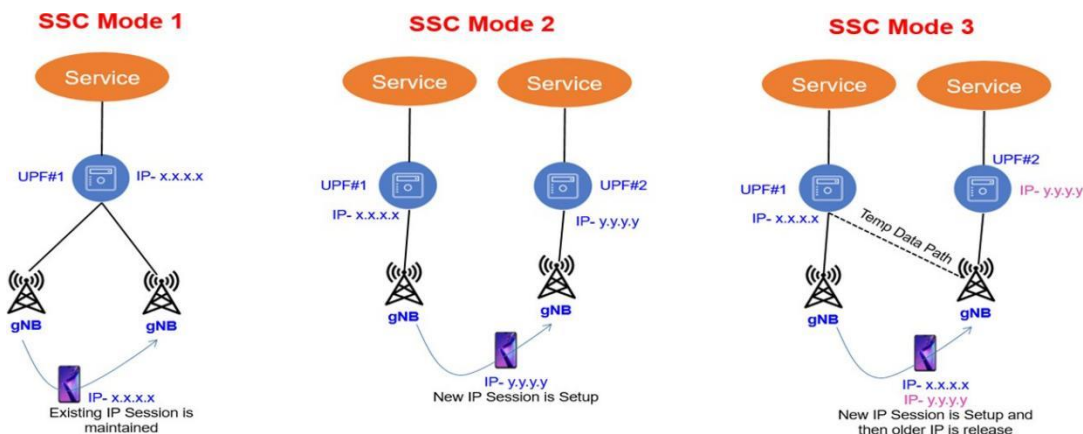 SSC Mode 1
Service
UPF#1
IP- x.x.x.x
gNB
gNB
IP- x.x.x.x
Existing IP Session is
maintained
SSC Mode 2
Service
Service
UPF#1
IP- x.x.x.x
UPF#2
IP- y.y.y.y
gNB
gNB
IP- y.y.y.y
New IP Session is Setup
SSC Mode 3
Service
Service
UPF#1
IP- x.x.x.x
UPF#2
IP- y.y.y.y
Temp Data Path
gNB
gNB
IP- x.x.x.x
IP- y.y.y.y
New IP Session is Setup and
then older IP is release